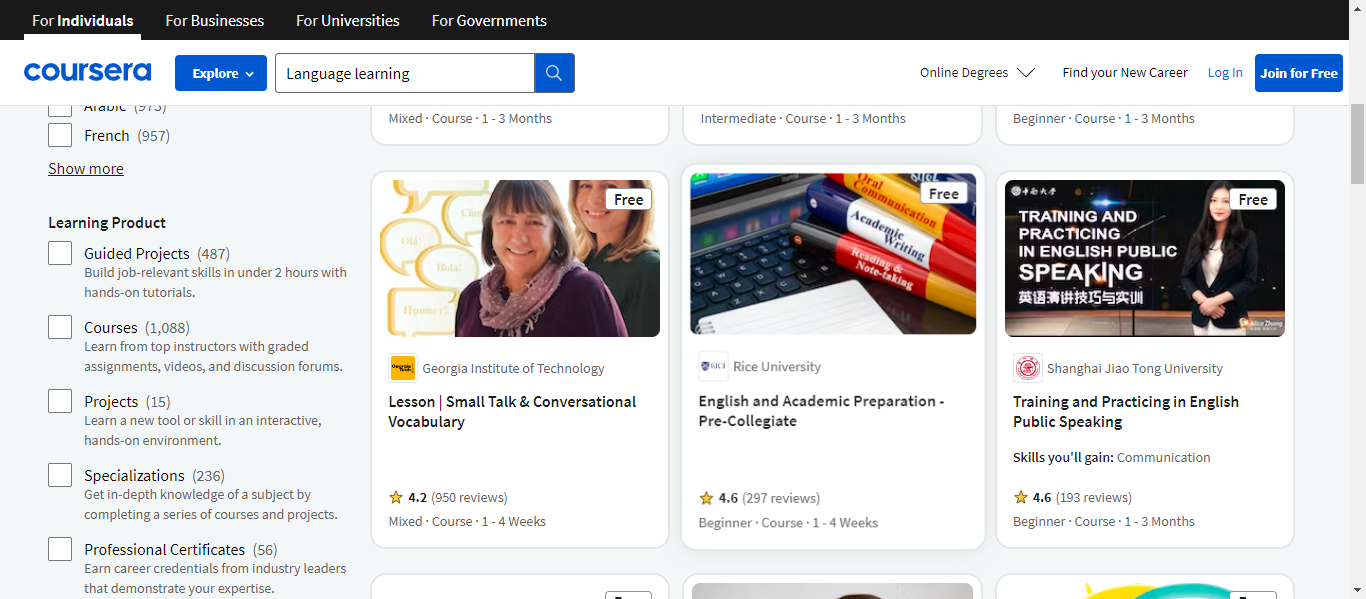 For Individuals
For Businesses
For Universities
For Governments
coursera
Explore
Language learning
Online Degrees
Find your New Career
Log In
Join for Free
Arabic (973)
French (957)
Show more
Learning Product
Guided Projects (487)
Build job-relevant skills in under 2 hours with
hands-on tutorials.
Courses (1,088)
Learn from top instructors with graded
assignments, videos, and discussion forums.
Projects (15)
Learn a new tool or skill in an interactive,
hands-on environment.
Specializations (236)
Get in-depth knowledge of a subject by
completing a series of courses and projects.
Professional Certificates (56)
Earn career credentials from industry leaders
that demonstrate your expertise.
Mixed · Course · 1 - 3 Months
Intermediate · Course · 1 - 3 Months
Beginner · Course · 1 - 3 Months
Free
Olá!
Hola!
Привет!
Georgia Institute of Technology
Lesson | Small Talk & Conversational
Vocabulary
4.2 (950 reviews)
Mixed · Course · 1 - 4 Weeks
Free
Oral
Communication
Academic
Writing
Reading &
Note-taking
RICE
Rice University
English and Academic Preparation -
Pre-Collegiate
4.6 (297 reviews)
Beginner · Course · 1 - 4 Weeks
Free
中南大学
TRAINING AND
PRACTICING
IN ENGLISH PUBLIC
SPEAKING
英语演讲技巧与实训
Alice Zhang
Shanghai Jiao Tong University
Training and Practicing in English
Public Speaking
Skills you'll gain: Communication
4.6 (193 reviews)
Beginner · Course · 1 - 3 Months